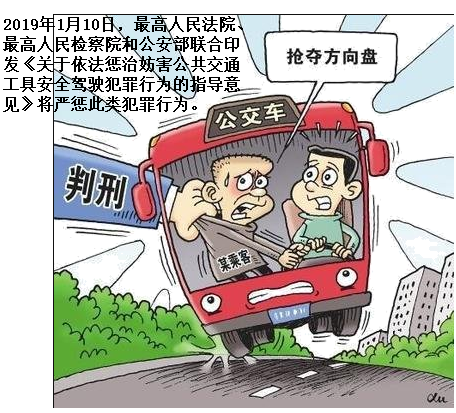 2019年1月10日，最高人民法院、
最高人民检察院和公安部联合印
发《关于依法惩治妨害公共交通
工具安全驾驶犯罪行为的指导意
见》将严惩此类犯罪行为。
抢夺方向盘
公交车
判刑
某乘客